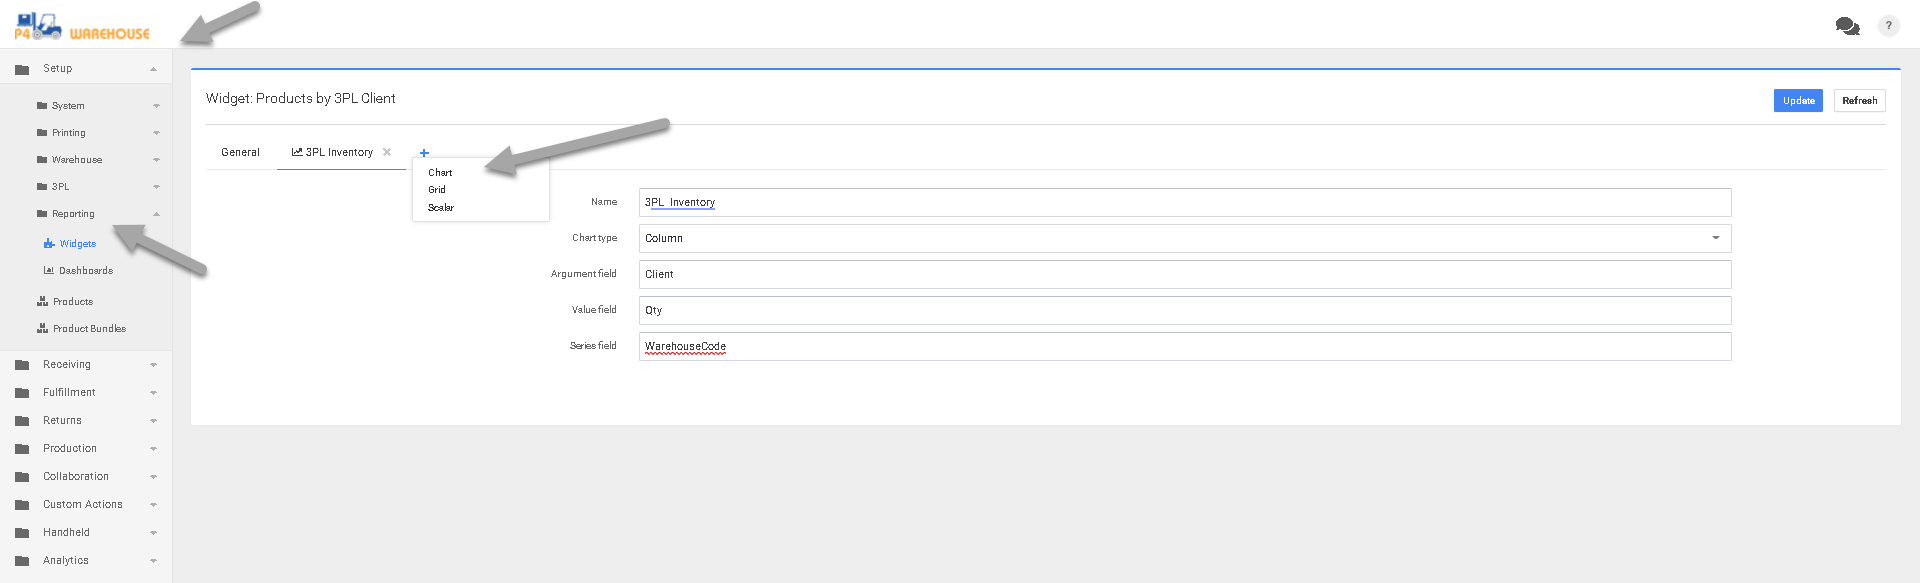 P4 WAREHOUSE
?
Setup
System
Printing
Warehouse
3PL
Reporting
Widgets
Dashboards
Products
Product Bundles
Receiving
Fulfillment
Returns
Production
Collaboration
Custom Actions
Handheld
Analytics
Widget: Products by 3PL Client
Update Refresh
General 3PL Inventory
Chart
Grid
Scalar
Name 3PL Inventory
Chart type Column
Argument field Client
Value field Qty
Series field WarehouseCode